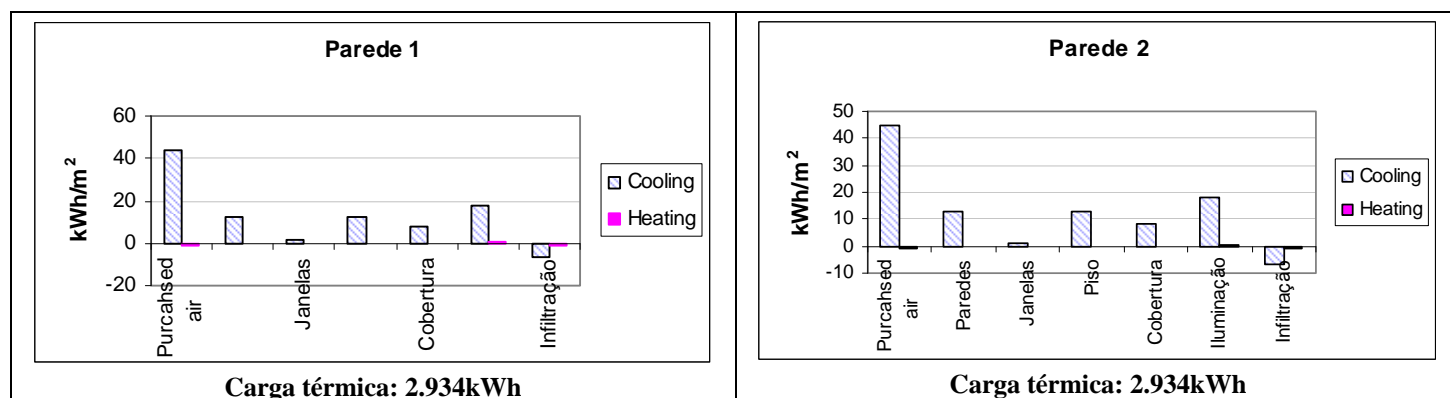 Parede 1
kWh/m²
60
40
20
0
-20
Purcahsed
air
Janelas
Cobertura
Infiltração
Cooling
Heating
Carga térmica: 2.934kWh
Parede 2
kWh/m²
50
40
30
20
10
0
-10
Purcahsed
air
Paredes
Janelas
Piso
Cobertura
Iluminação
Infiltração
Cooling
Heating
Carga térmica: 2.934kWh